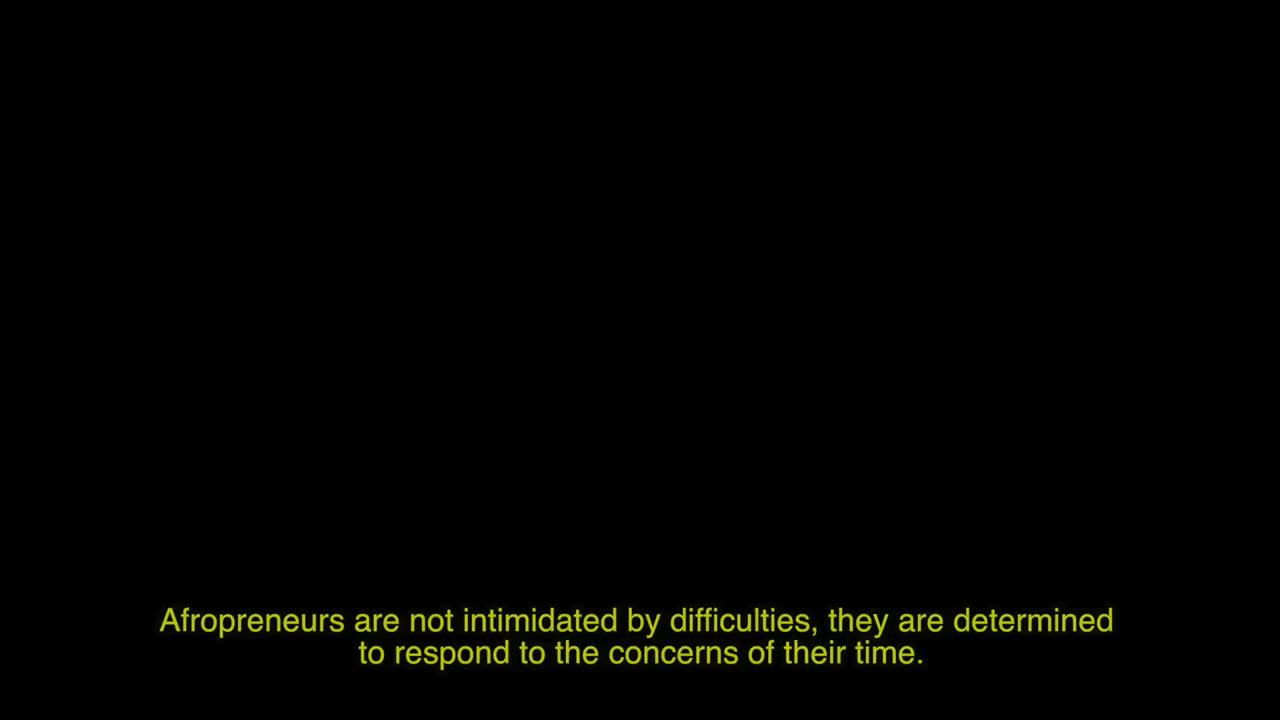 Afropreneurs are not intimidated by difficulties, they are determined
to respond to the concerns of their time.